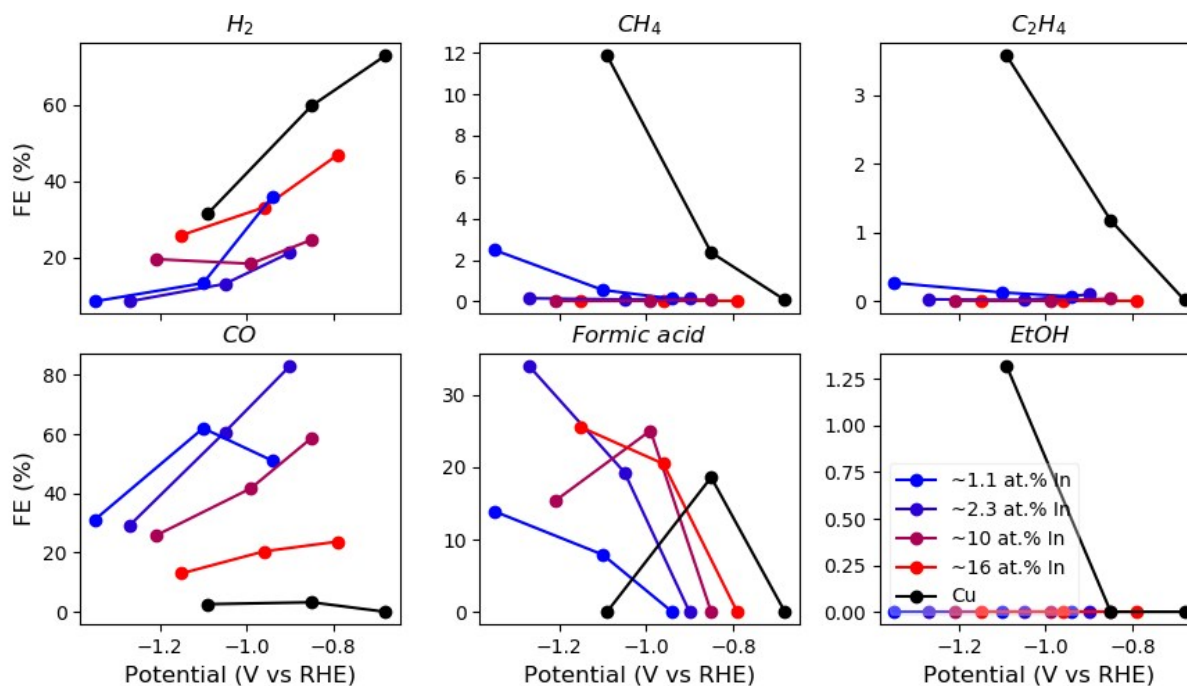 H₂
CH₄
C₂H₄
FE (%)
60
40
20
12
10
8
6
4
2
0
3
2
1
0
CO
Formic acid
EtOH
FE (%)
80
60
40
20
0
30
20
10
0
1.25
1.00
0.75
0.50
0.25
0.00
~1.1 at.% In
~2.3 at.% In
~10 at.% In
~16 at.% In
Cu
−1.2 −1.0 −0.8
−1.2 −1.0 −0.8
−1.2 −1.0 −0.8
Potential (V vs RHE)
Potential (V vs RHE)
Potential (V vs RHE)